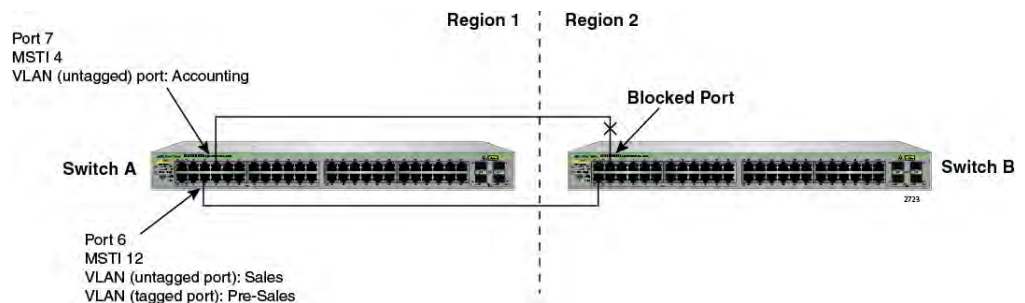 Region 1
Region 2
Port 7
MSTI 4
VLAN (untagged) port: Accounting
Blocked Port
Switch A
Switch B
2723
Port 6
MSTI 12
VLAN (untagged port): Sales
VLAN (tagged port): Pre-Sales